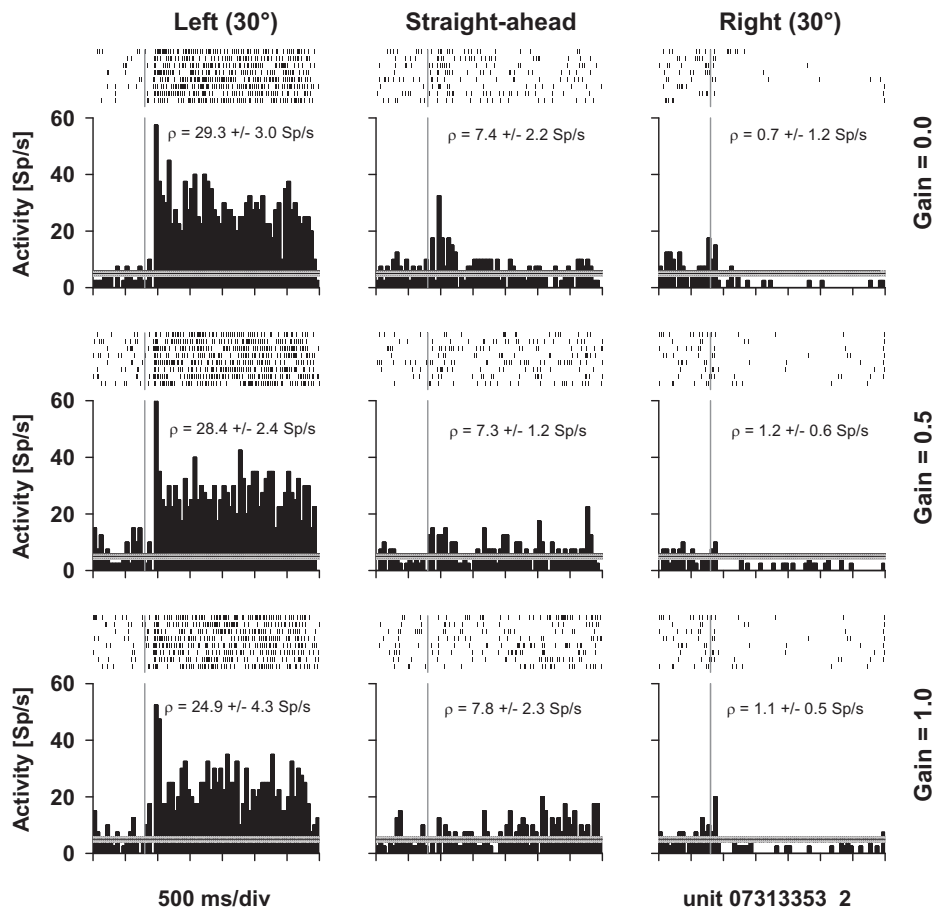 Left (30°) Straight-ahead Right (30°)
60
40
20
0
Activity [Sp/s]
ρ = 29.3 +/- 3.0 Sp/s
ρ = 7.4 +/- 2.2 Sp/s
ρ = 0.7 +/- 1.2 Sp/s
Gain = 0.0
60
40
20
0
Activity [Sp/s]
ρ = 28.4 +/- 2.4 Sp/s
ρ = 7.3 +/- 1.2 Sp/s
ρ = 1.2 +/- 0.6 Sp/s
Gain = 0.5
60
40
20
0
Activity [Sp/s]
ρ = 24.9 +/- 4.3 Sp/s
ρ = 7.8 +/- 2.3 Sp/s
ρ = 1.1 +/- 0.5 Sp/s
Gain = 1.0
500 ms/div
unit 07313353_2